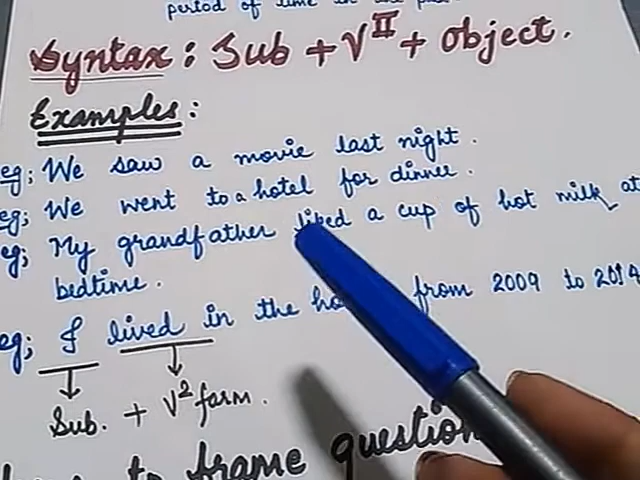 period of time in the
Syntax: Sub + V II + Object.
Examples:
eg; We saw a movie last night.
eg; We went to a hotel for dinner.
eg; My grandfather liked a cup of hot milk at
bedtime.
eg; I lived in the from 2009 to 2014
Sub. + V² form.
to frame question